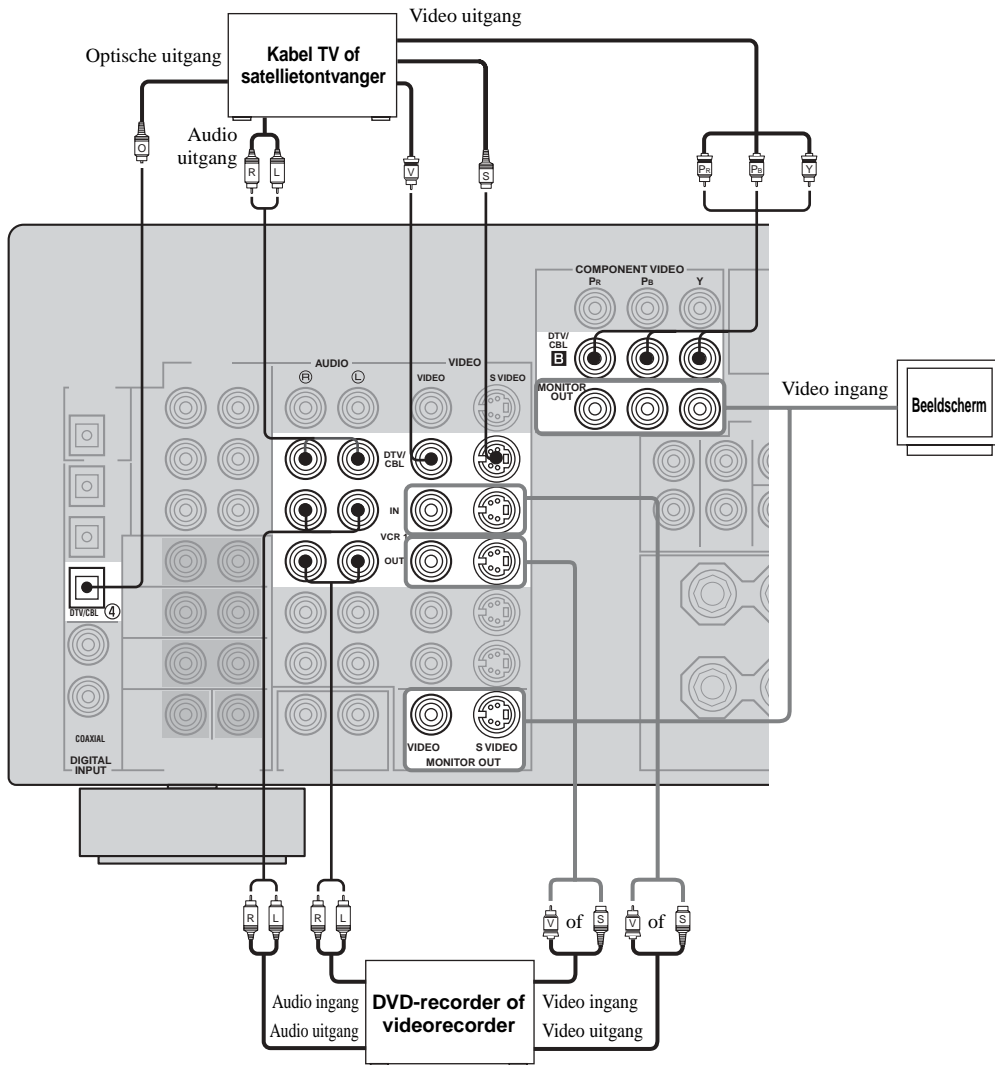 Video uitgang
Optische uitgang
Kabel TV of
satellietontvanger
Audio
uitgang
O
R
L
V
S
PR
PB
Y
COMPONENT VIDEO
PR
PB
Y
DTV/
CBL
B
MONITOR
OUT
Video ingang
Beeldscherm
AUDIO
VIDEO
R
L
VIDEO
S VIDEO
DTV/
CBL
IN
VCR 1
OUT
DTV/CBL
④
COAXIAL
DIGITAL
INPUT
VIDEO
S VIDEO
MONITOR OUT
R
L
R
L
V
of
S
V
of
S
Audio ingang
Audio uitgang
DVD-recorder of
videorecorder
Video ingang
Video uitgang